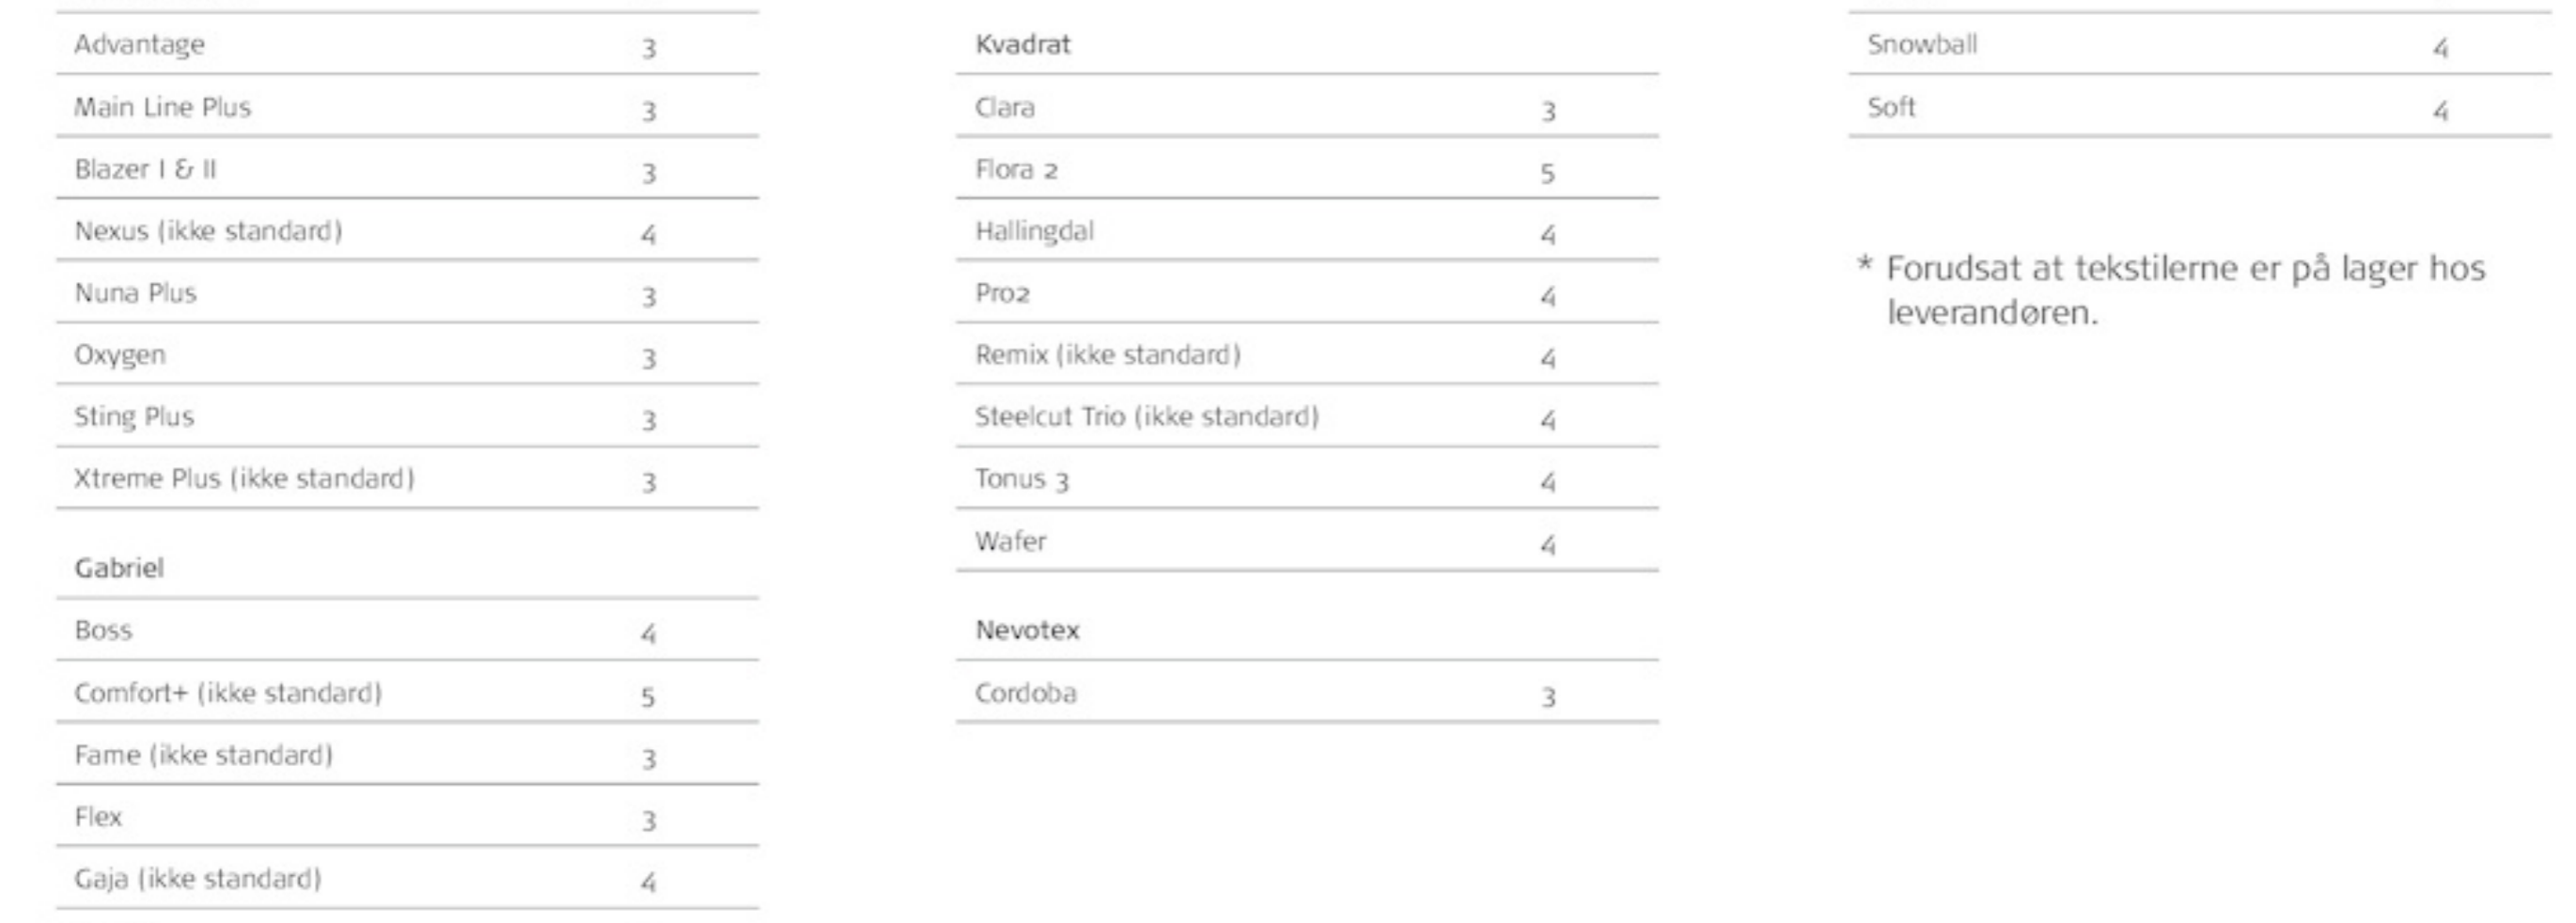 Advantage 3
Main Line Plus 3
Blazer I & II 3
Nexus (ikke standard) 4
Nuna Plus 3
Oxygen 3
Sting Plus 3
Xtreme Plus (ikke standard) 3
Gabriel
Boss 4
Comfort+ (ikke standard) 5
Fame (ikke standard) 3
Flex 3
Gaja (ikke standard) 4
Kvadrat
Clara 3
Flora 2 5
Hallingdal 4
Pro2 4
Remix (ikke standard) 4
Steelcut Trio (ikke standard) 4
Tonus 3 4
Wafer 4
Nevotex
Cordoba 3
Snowball 4
Soft 4
* Forudsat at tekstilerne er på lager hos
leverandøren.